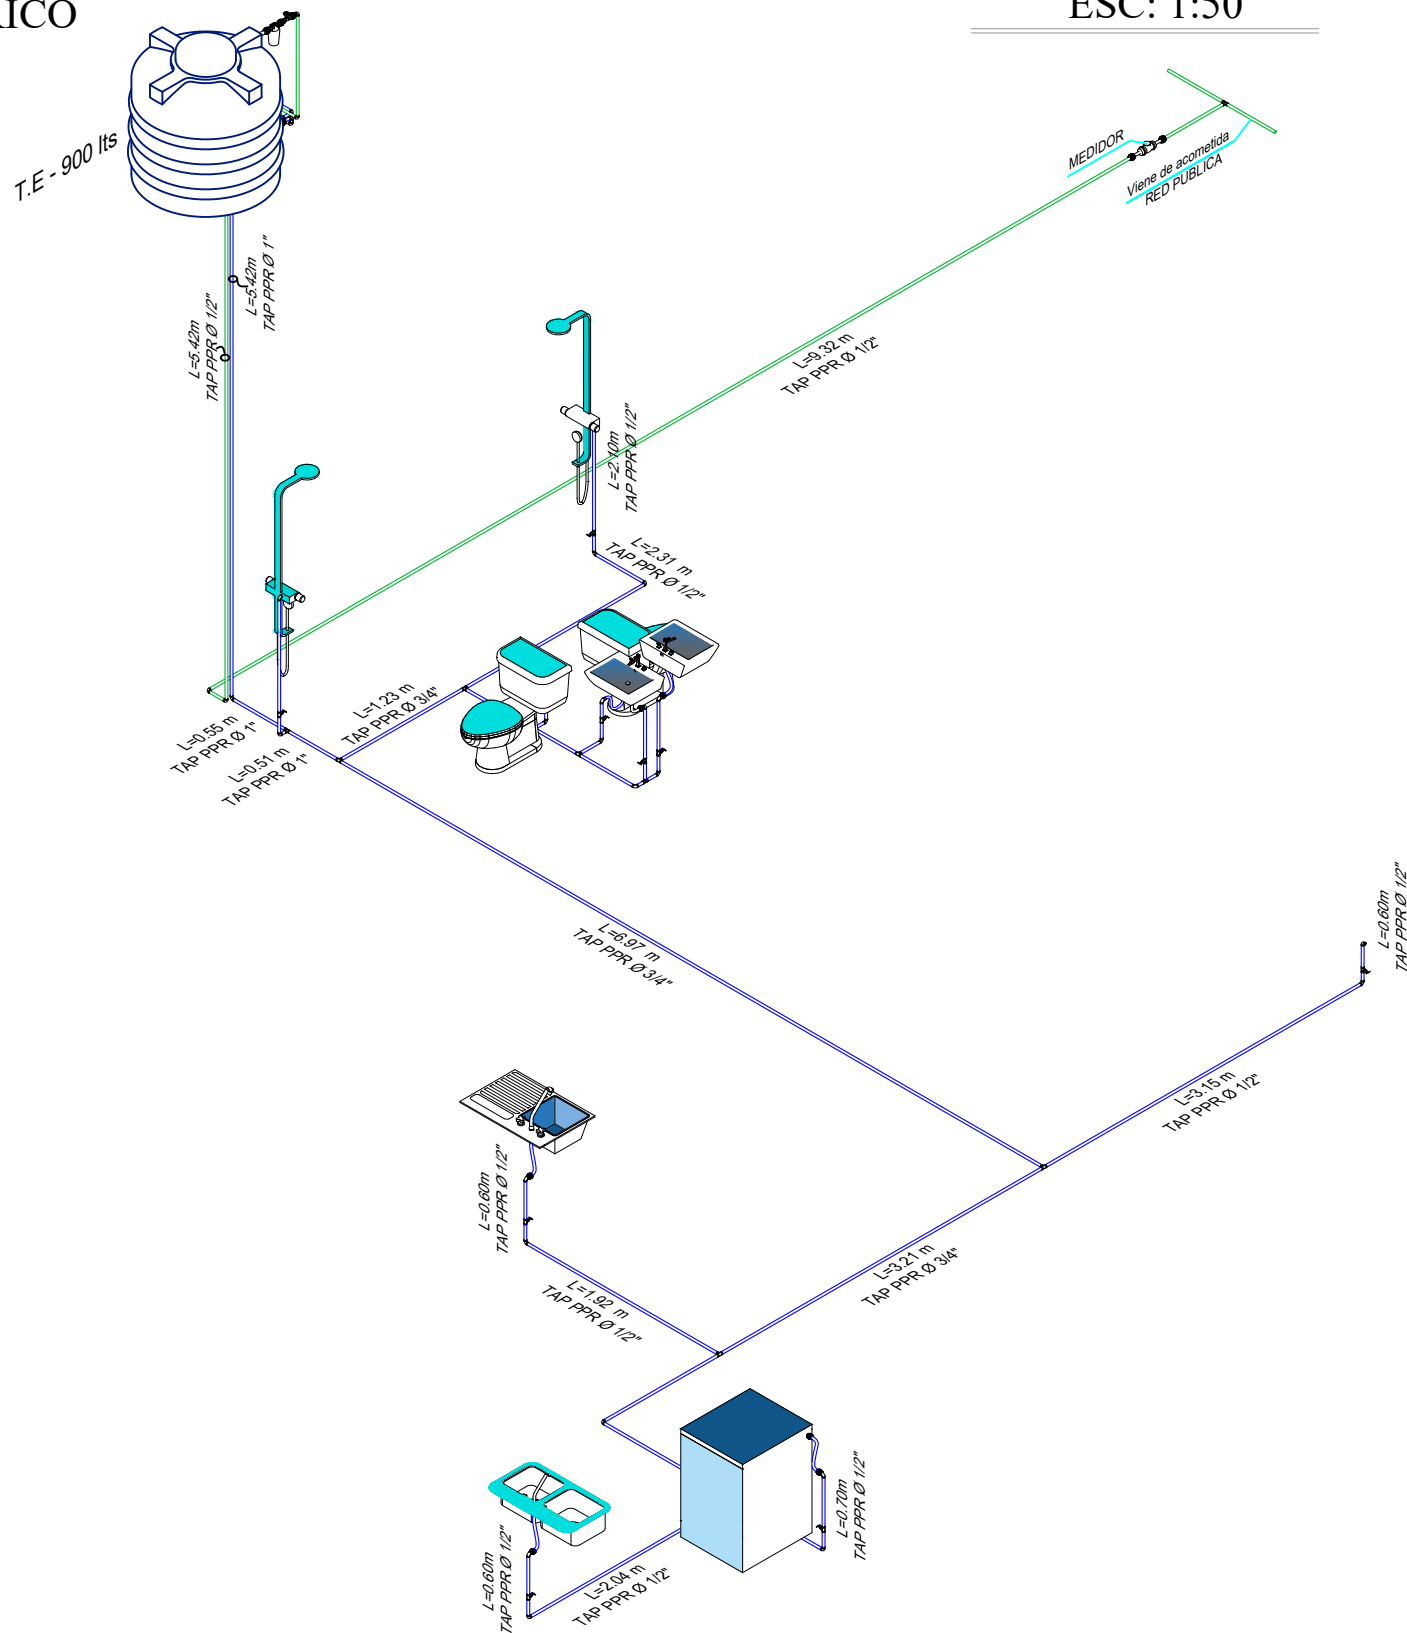 RICO
ESC: 1:50
T.E - 900 lts
MEDIDOR
Viene de acometida
RED PUBLICA
L=5.42m
TAP PPR Ø 1"
L=5.42m
TAP PPR Ø 1/2"
L=9.32 m
TAP PPR Ø 1/2"
L=2.10m
TAP PPR Ø 1/2"
L=2.31 m
TAP PPR Ø 1/2"
L=1.23 m
TAP PPR Ø 3/4"
L=0.55 m
TAP PPR Ø 1"
L=0.51 m
TAP PPR Ø 1"
L=6.97 m
TAP PPR Ø 3/4"
L=0.60m
TAP PPR Ø 1/2"
L=3.15 m
TAP PPR Ø 1/2"
L=0.60m
TAP PPR Ø 1/2"
L=3.21 m
TAP PPR Ø 3/4"
L=1.92 m
TAP PPR Ø 1/2"
L=0.70m
TAP PPR Ø 1/2"
L=0.60m
TAP PPR Ø 1/2"
L=2.04 m
TAP PPR Ø 1/2"